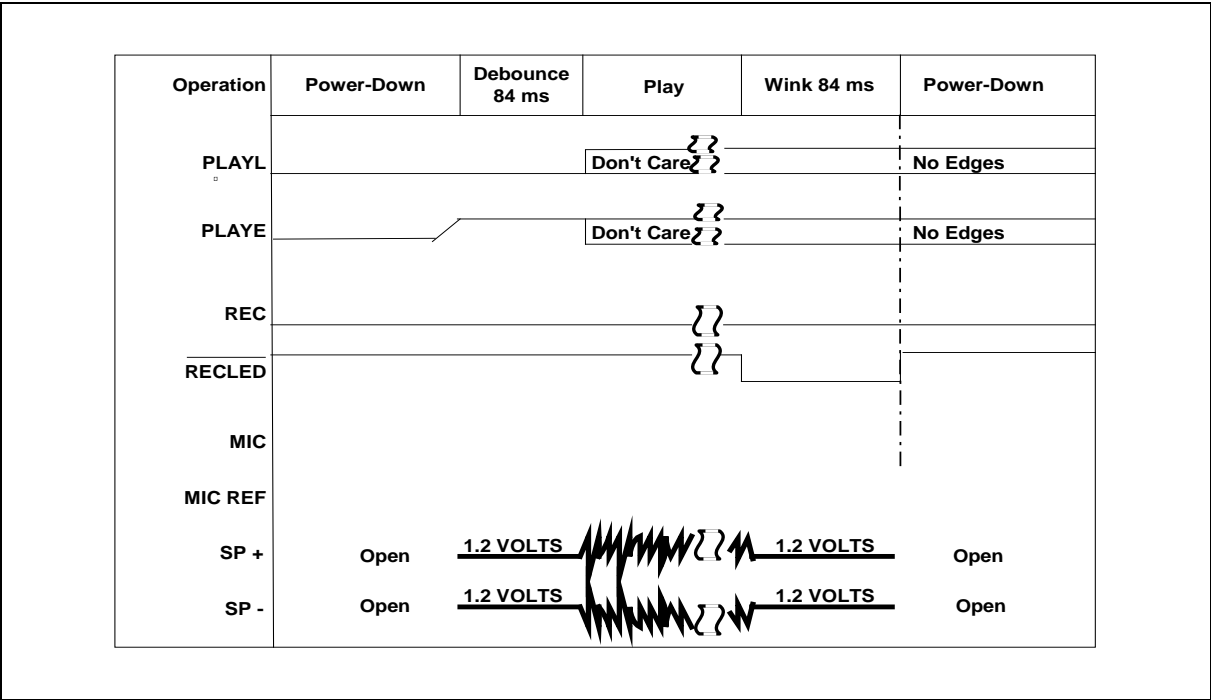 Operation Power-Down Debounce 84 ms Play Wink 84 ms Power-Down
PLAYL Don't Care No Edges
PLAYE Don't Care No Edges
REC
RECLED
MIC
MIC REF
SP + Open 1.2 VOLTS 1.2 VOLTS Open
SP - Open 1.2 VOLTS 1.2 VOLTS Open